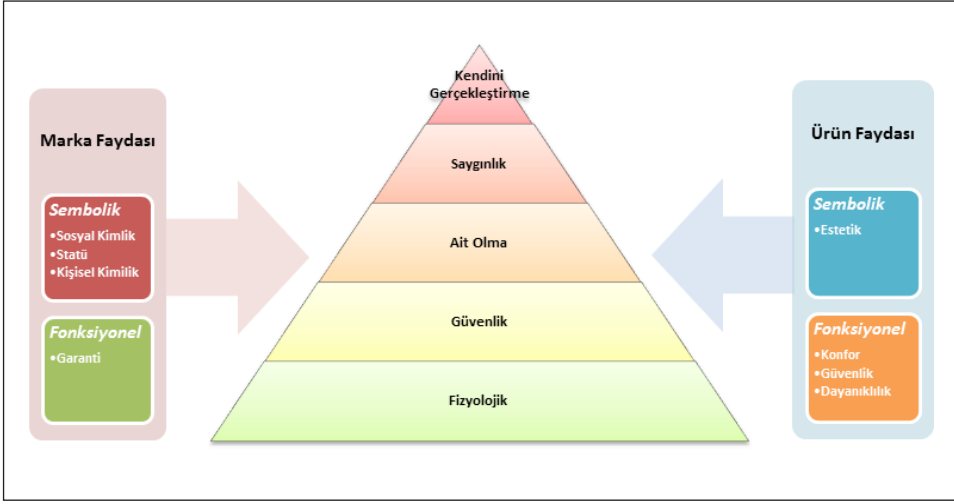 Marka Faydası
Sembolik
•Sosyal Kimlik
•Statü
•Kişisel Kimilik
Fonksiyonel
•Garanti
Kendini
Gerçekleştirme
Saygınlık
Ait Olma
Güvenlik
Fizyolojik
Ürün Faydası
Sembolik
•Estetik
Fonksiyonel
•Konfor
•Güvenlik
•Dayanıklılık